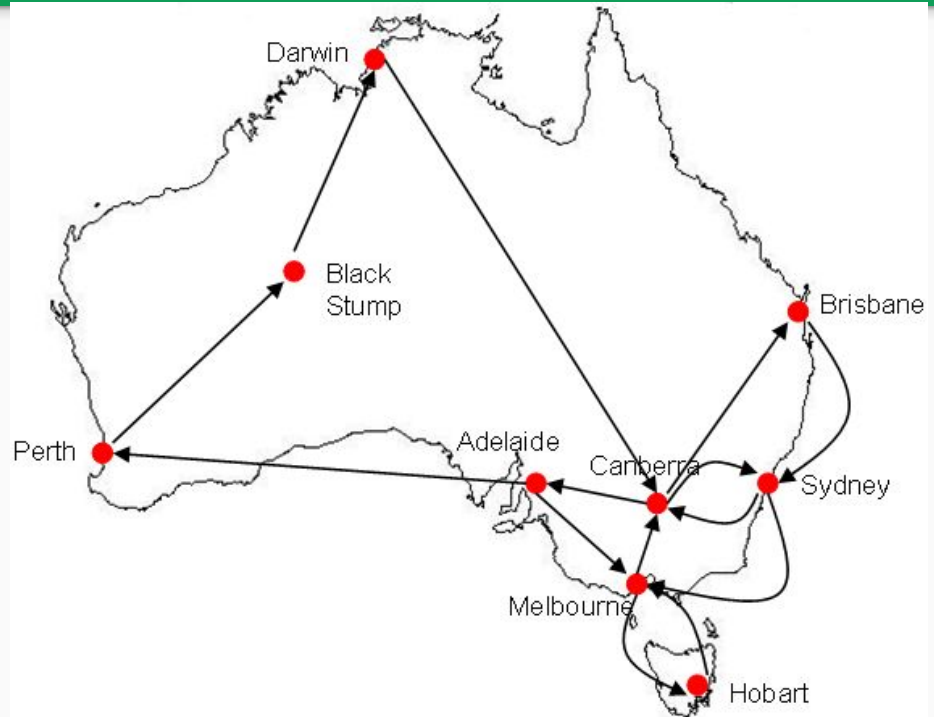 Darwin
Black
Stump
Brisbane
Perth
Adelaide
Canberra
Sydney
Melbourne
Hobart